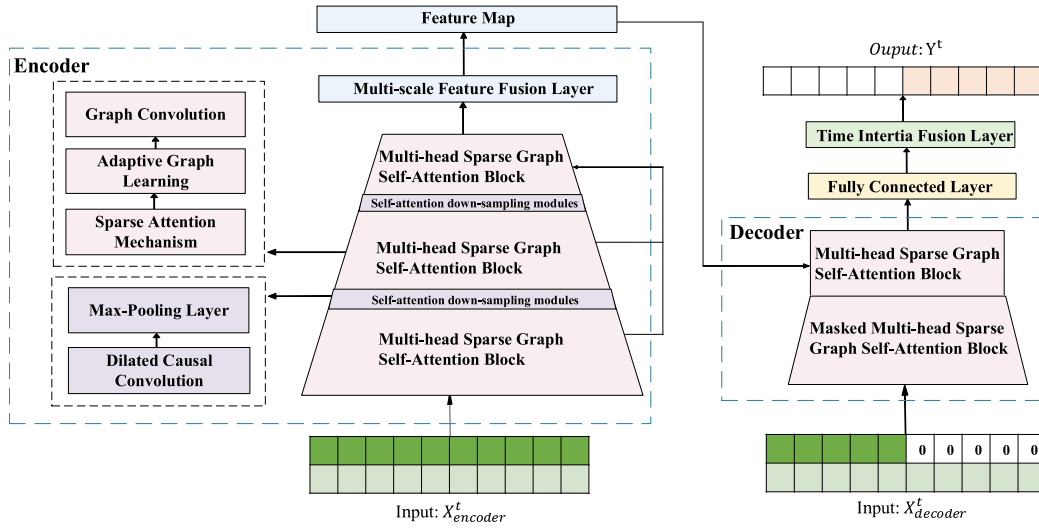 Feature Map
Encoder
Multi-scale Feature Fusion Layer
Graph Convolution
Adaptive Graph
Learning
Sparse Attention
Mechanism
Max-Pooling Layer
Dilated Causal
Convolution
Multi-head Sparse Graph
Self-Attention Block
Self-attention down-sampling modules
Multi-head Sparse Graph
Self-Attention Block
Self-attention down-sampling modules
Multi-head Sparse Graph
Self-Attention Block
Input: X^t_encoder
Ouput: Y^t
Time Intertia Fusion Layer
Fully Connected Layer
Decoder
Multi-head Sparse Graph
Self-Attention Block
Masked Multi-head Sparse
Graph Self-Attention Block
0 0 0 0 0
Input: X^t_decoder